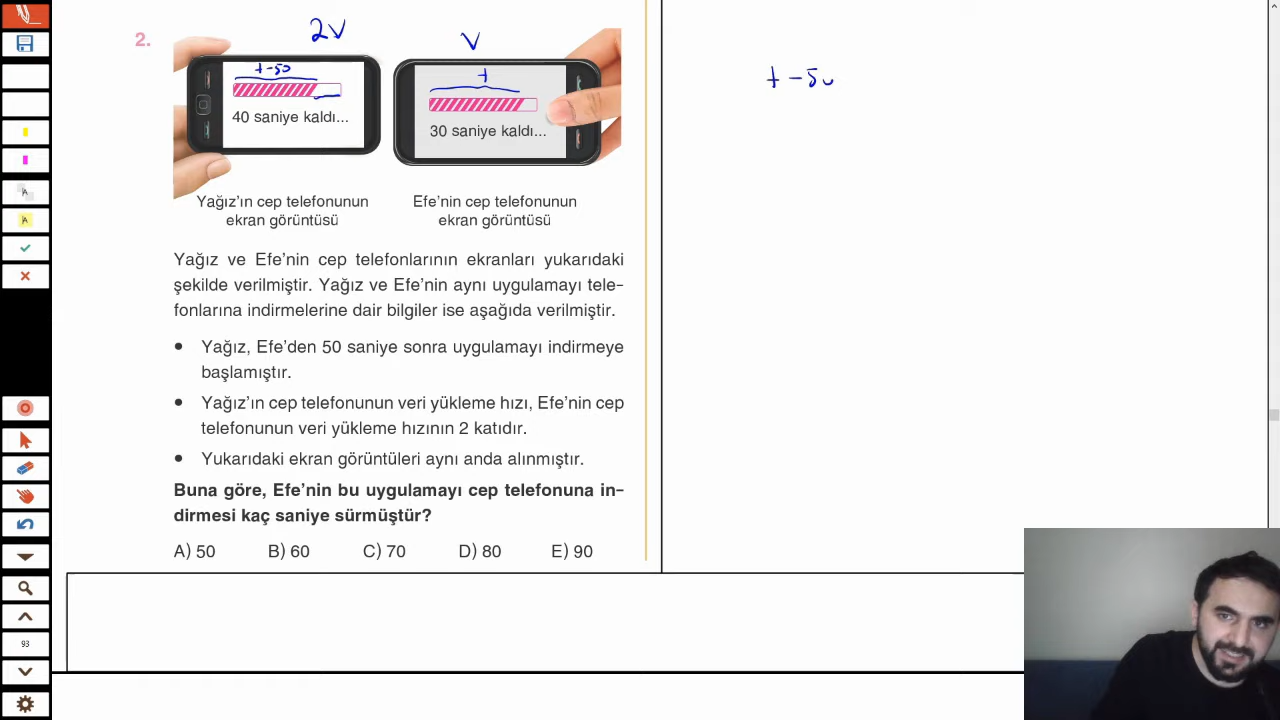 2.
2V
V
t-50
t
t-50
40 saniye kaldı...
30 saniye kaldı...
Yağız'ın cep telefonunun
ekran görüntüsü
Efe'nin cep telefonunun
ekran görüntüsü
Yağız ve Efe'nin cep telefonlarının ekranları yukarıdaki
şekilde verilmiştir. Yağız ve Efe'nin aynı uygulamayı tele-
fonlarına indirmelerine dair bilgiler ise aşağıda verilmiştir.
• Yağız, Efe'den 50 saniye sonra uygulamayı indirmeye
başlamıştır.
• Yağız'ın cep telefonunun veri yükleme hızı, Efe'nin cep
telefonunun veri yükleme hızının 2 katıdır.
• Yukarıdaki ekran görüntüleri aynı anda alınmıştır.
Buna göre, Efe'nin bu uygulamayı cep telefonuna in-
dirmesi kaç saniye sürmüştür?
A) 50 B) 60 C) 70 D) 80 E) 90
A
A
93